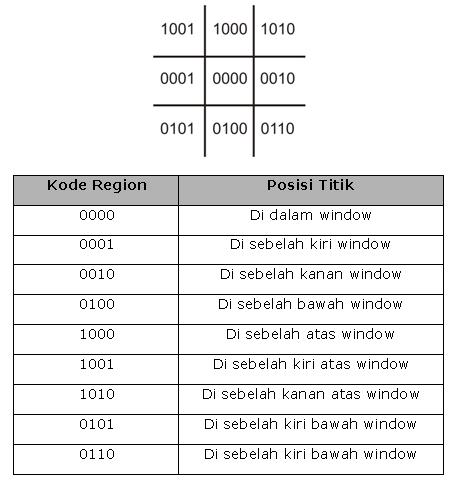 1001 1000 1010
0001 0000 0010
0101 0100 0110
Kode Region Posisi Titik
0000 Di dalam window
0001 Di sebelah kiri window
0010 Di sebelah kanan window
0100 Di sebelah bawah window
1000 Di sebelah atas window
1001 Di sebelah kiri atas window
1010 Di sebelah kanan atas window
0101 Di sebelah kiri bawah window
0110 Di sebelah kiri bawah window